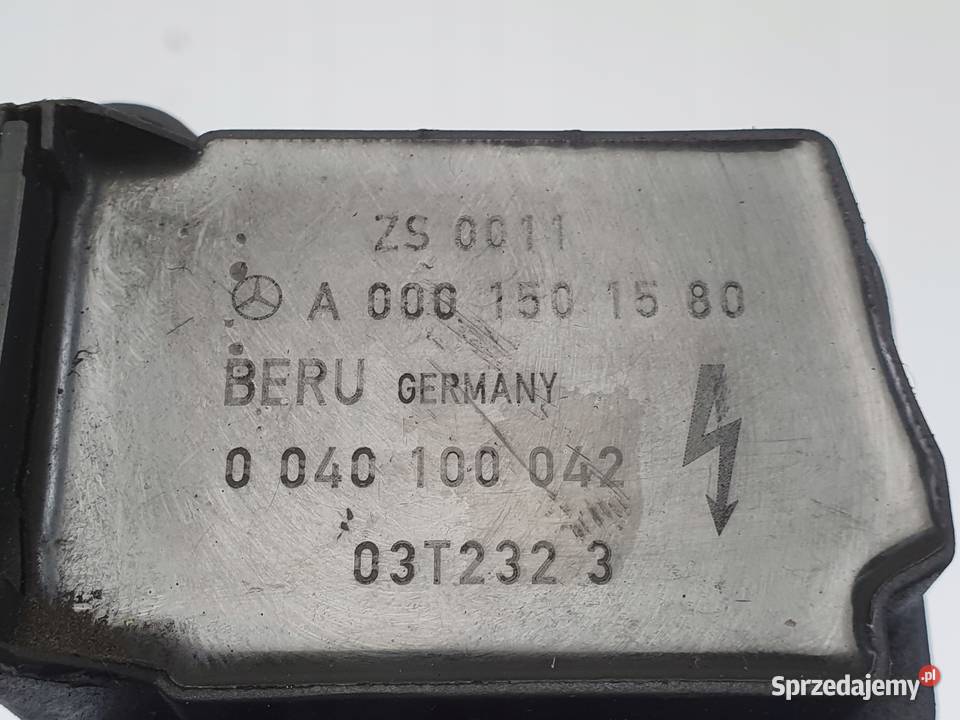 ZS 0011
A 000 150 15 80
BERU GERMANY
0 040 100 042
03T232 3
Sprzedajemy.pl